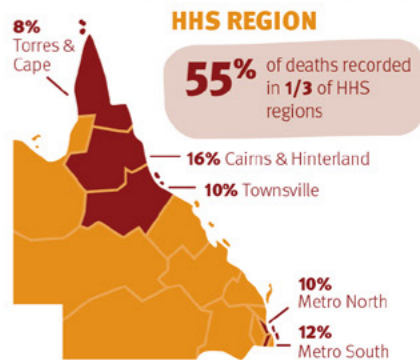 HHS REGION
55% of deaths recorded
in 1/3 of HHS
regions
8%
Torres &
Cape
16% Cairns & Hinterland
10% Townsville
10%
Metro North
12%
Metro South